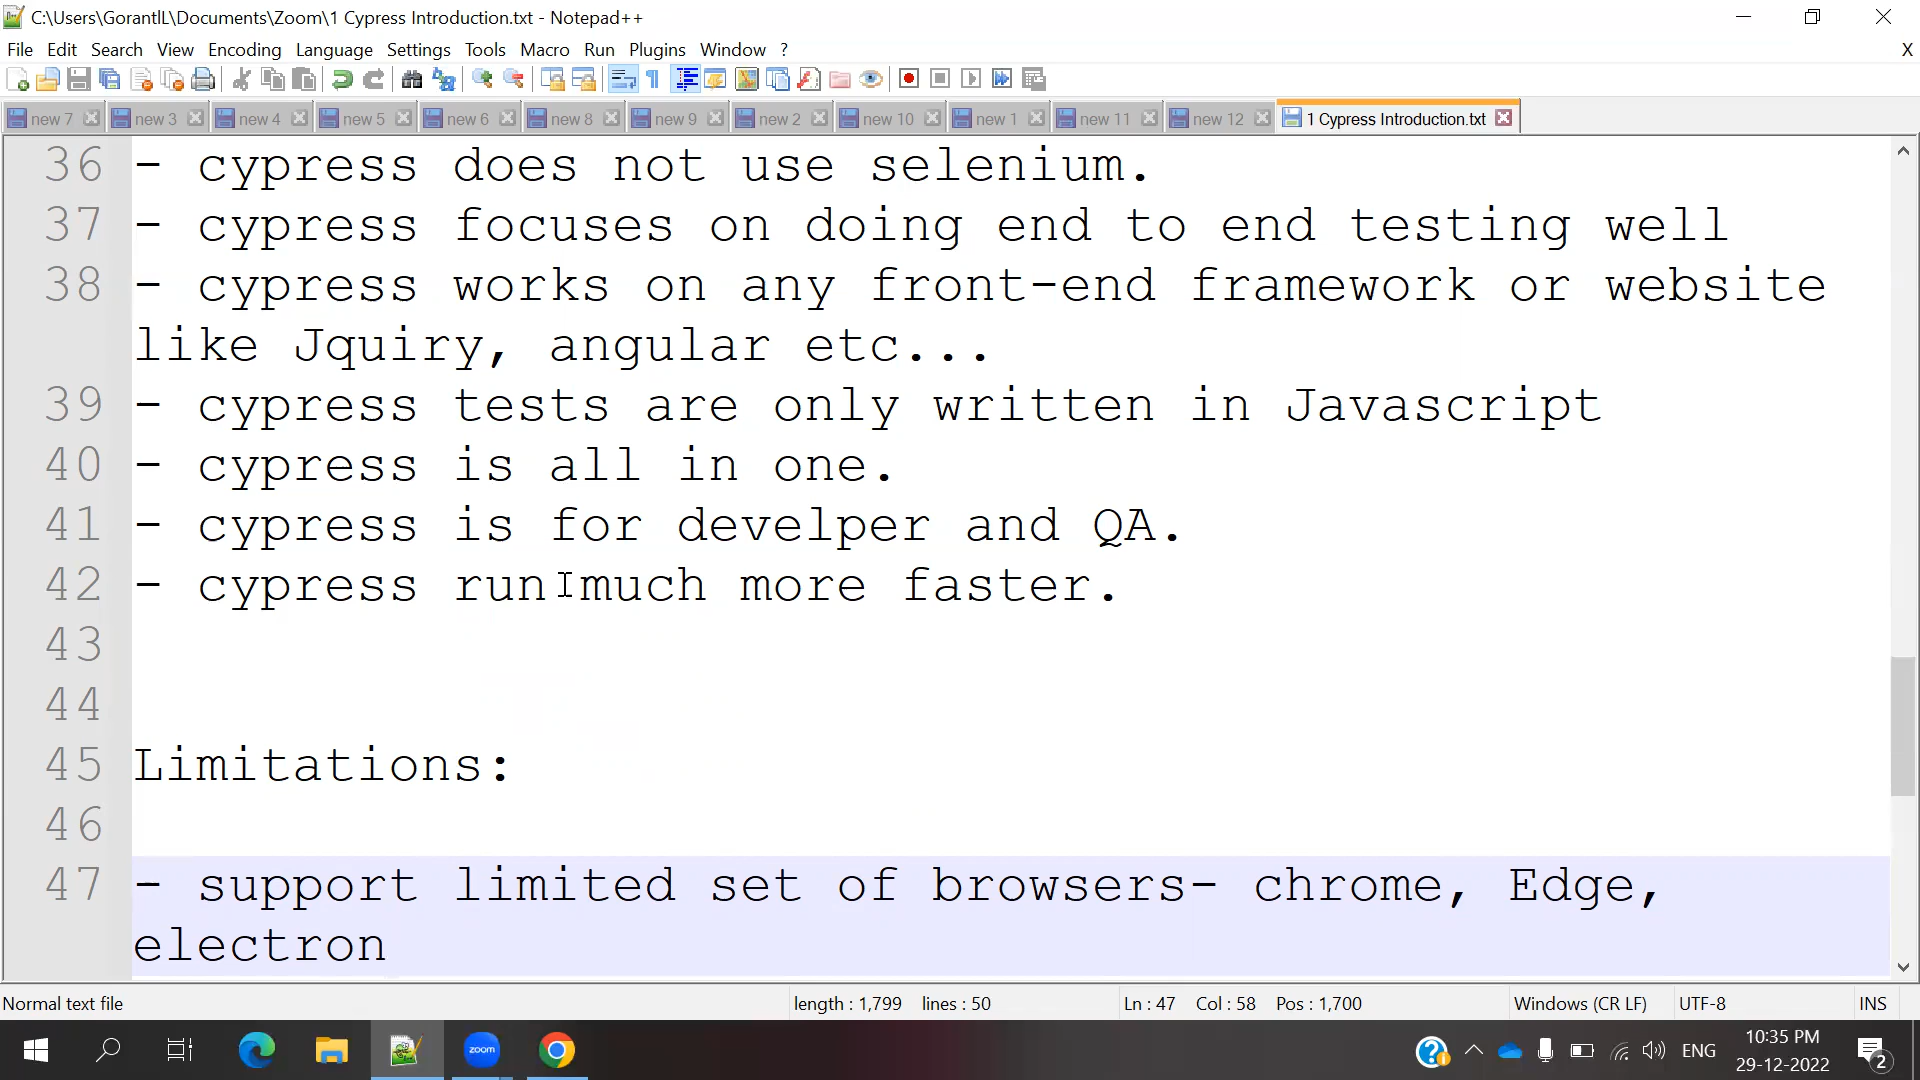 C:\Users\GorantlL\Documents\Zoom\1 Cypress Introduction.txt - Notepad++
File Edit Search View Encoding Language Settings Tools Macro Run Plugins Window ? X
new 7 new 3 new 4 new 5 new 6 new 8 new 9 new 2 new 10 new 1 new 11 new 12 1 Cypress Introduction.txt
36 - cypress does not use selenium.
37 - cypress focuses on doing end to end testing well
38 - cypress works on any front-end framework or website
like Jquiry, angular etc...
39 - cypress tests are only written in Javascript
40 - cypress is all in one.
41 - cypress is for develper and QA.
42 - cypress run much more faster.
43
44
45 Limitations:
46
47 - support limited set of browsers- chrome, Edge,
electron
Normal text file length : 1,799 lines : 50 Ln : 47 Col : 58 Pos : 1,700 Windows (CR LF) UTF-8 INS
zoom ENG 10:35 PM
29-12-2022 2